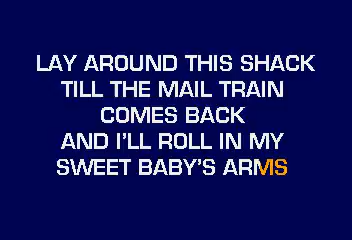 LAY AROUND THIS SHACK
TILL THE MAIL TRAIN
COMES BACK
AND I'LL ROLL IN MY
SWEET BABY'S ARMS